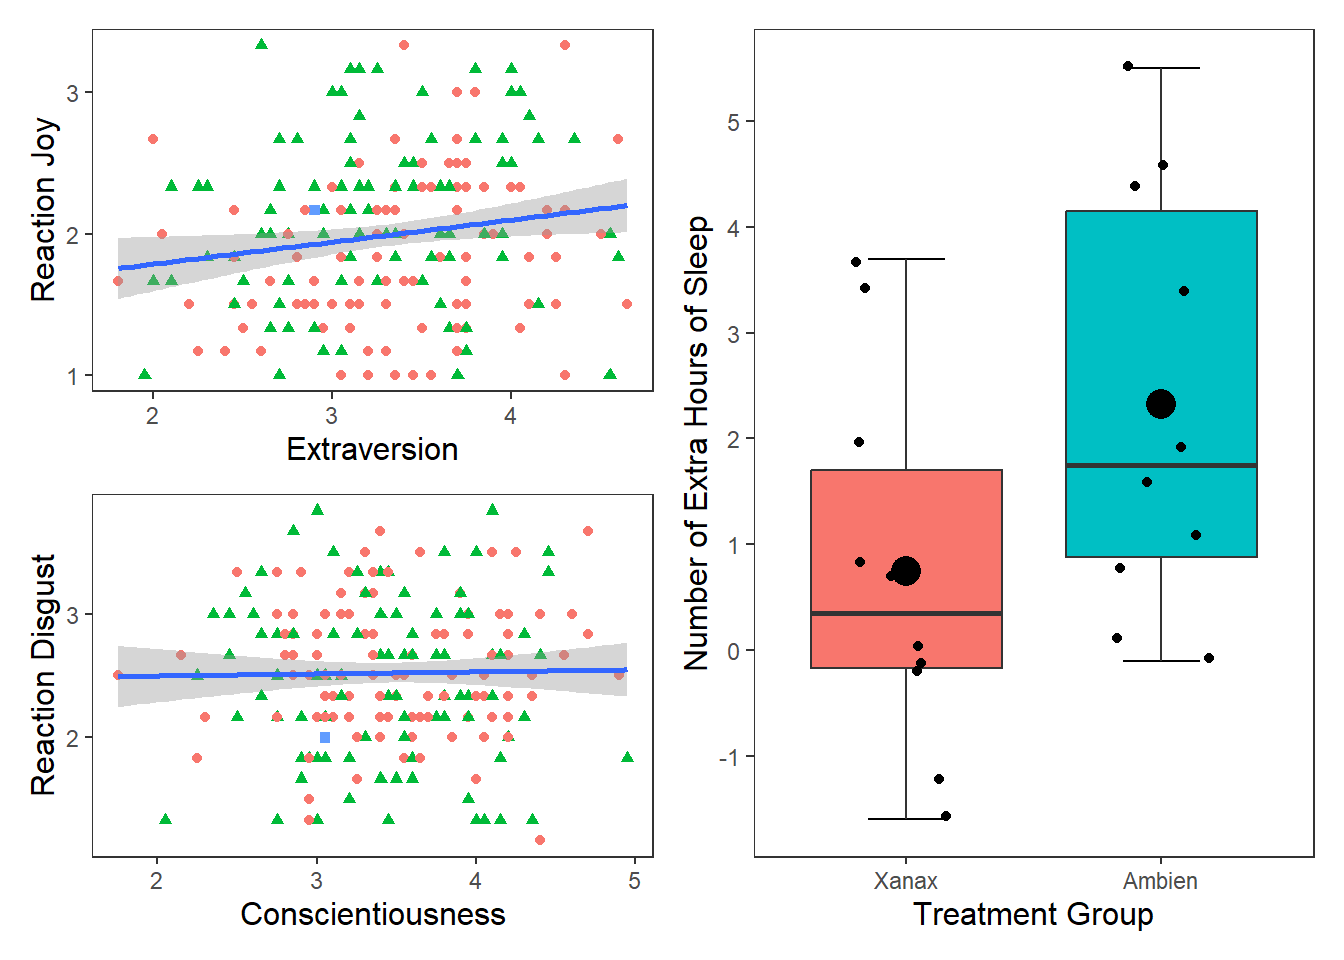 Reaction Joy
3
2
1
2 3 4
Extraversion
Reaction Disgust
3
2
2 3 4 5
Conscientiousness
Number of Extra Hours of Sleep
5
4
3
2
1
0
-1
Xanax Ambien
Treatment Group